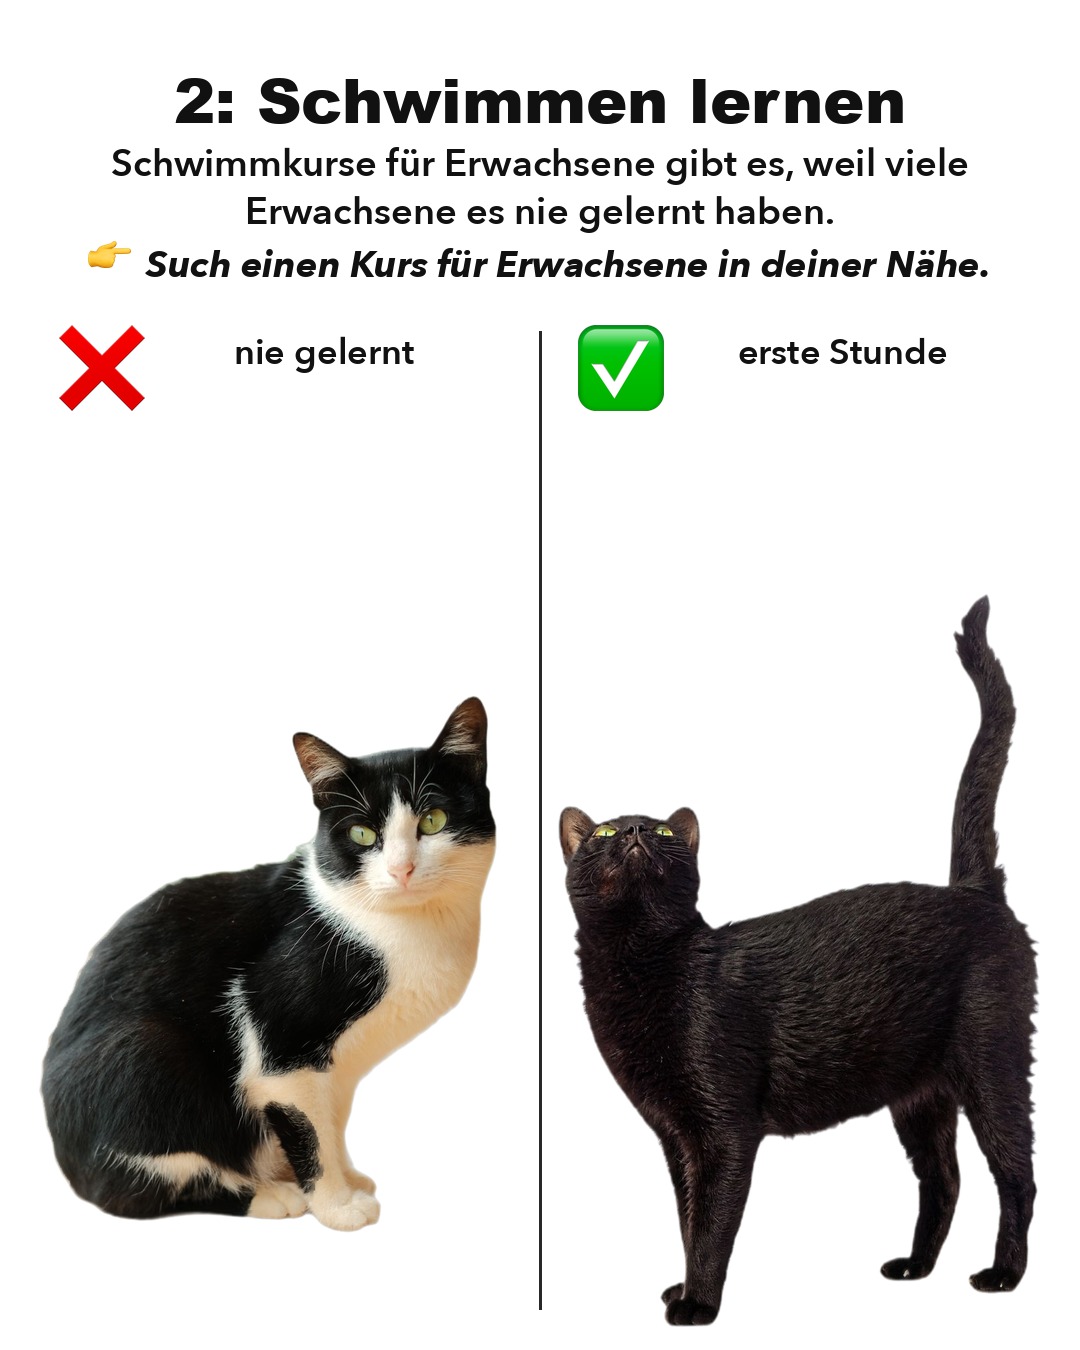 2: Schwimmen lernen
Schwimmkurse für Erwachsene gibt es, weil viele
Erwachsene es nie gelernt haben.
👉 Such einen Kurs für Erwachsene in deiner Nähe.
❌ nie gelernt
✅ erste Stunde